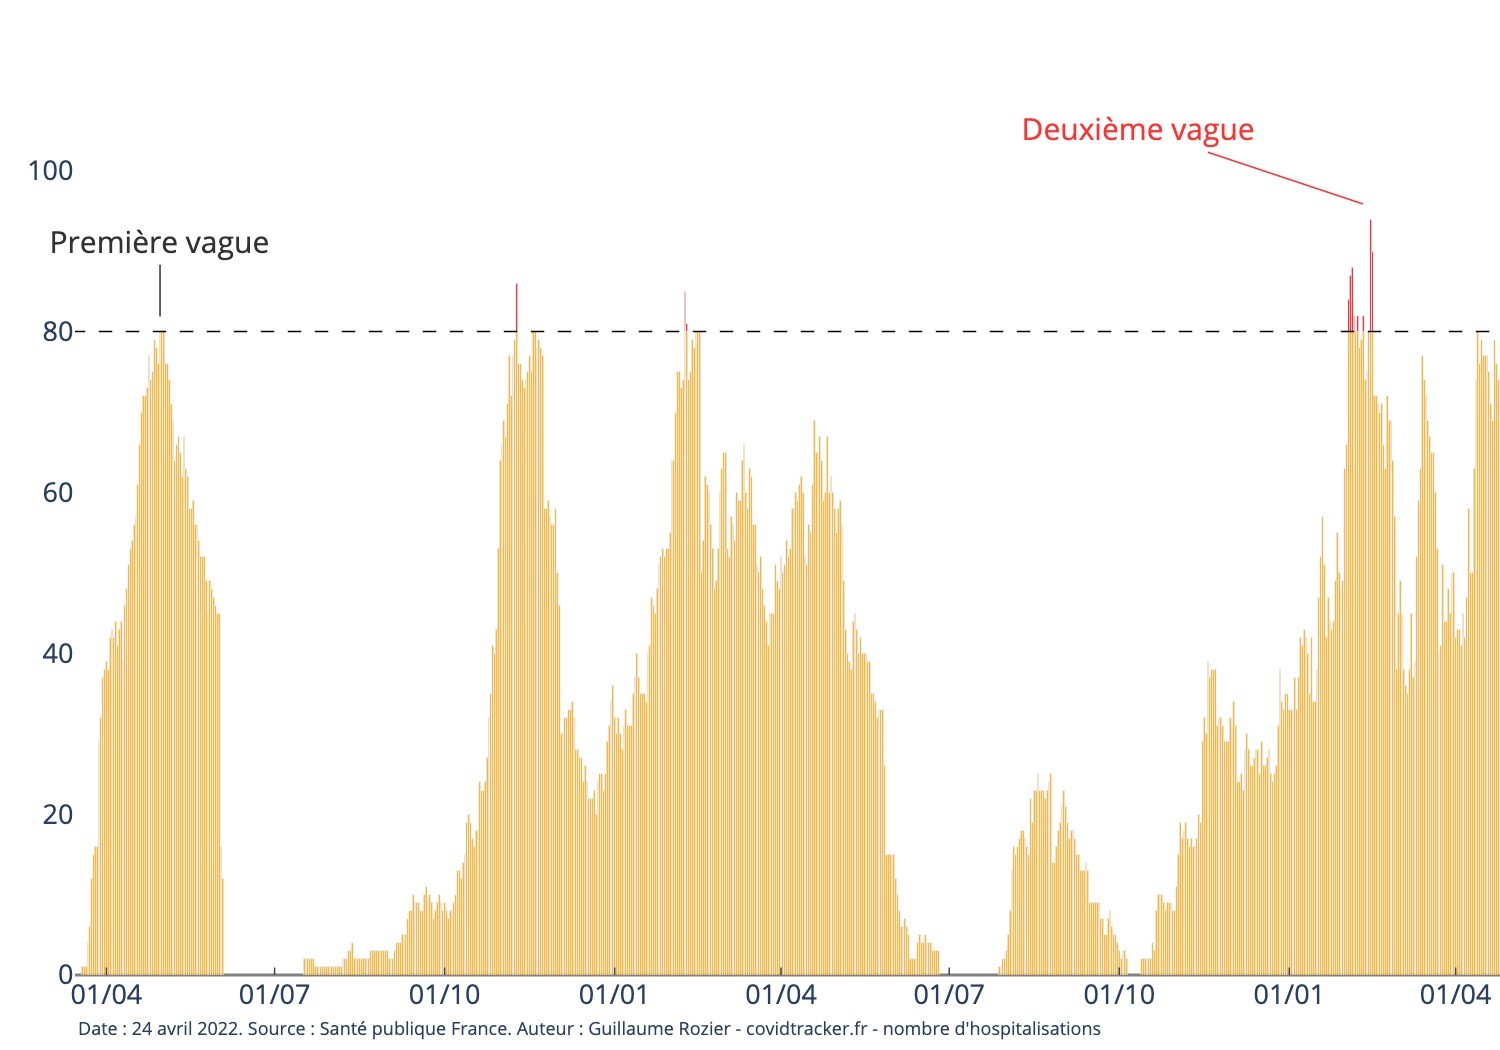 Deuxième vague
100
Première vague
80
60
40
20
0
01/04 01/07 01/10 01/01 01/04 01/07 01/10 01/01 01/04
Date : 24 avril 2022. Source : Santé publique France. Auteur : Guillaume Rozier - covidtracker.fr - nombre d'hospitalisations